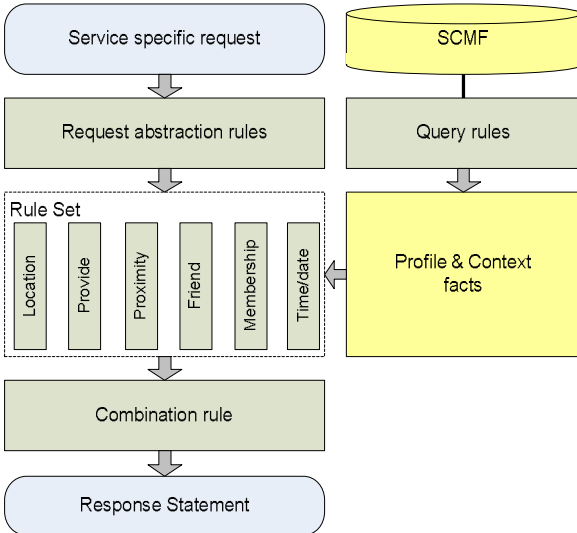 Service specific request
SCMF
Request abstraction rules
Query rules
Rule Set
Location
Provide
Proximity
Friend
Membership
Time/date
Profile & Context
facts
Combination rule
Response Statement